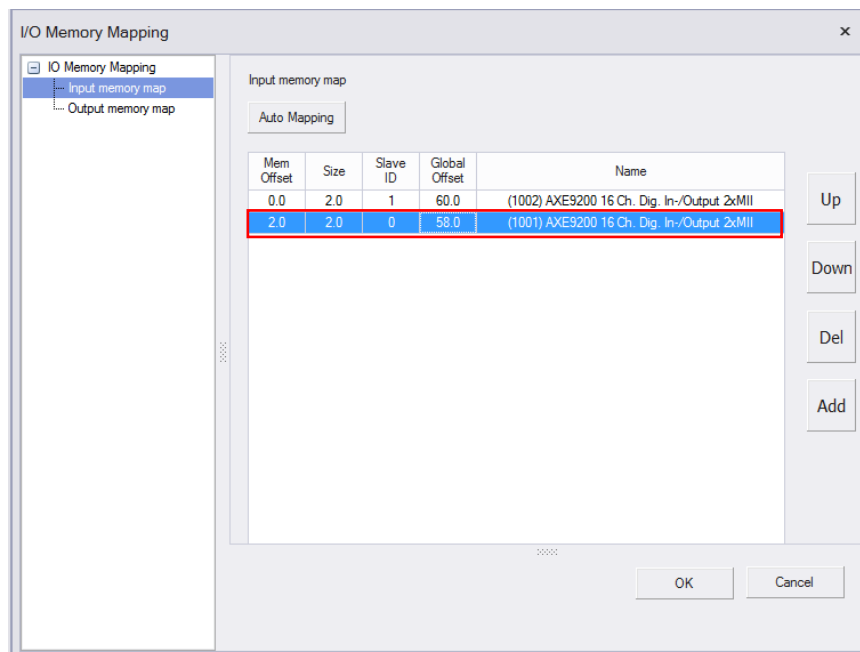 I/O Memory Mapping
×
IO Memory Mapping
Input memory map
Output memory map
Input memory map
Auto Mapping
Mem Offset Size Slave ID Global Offset Name
0.0 2.0 1 60.0 (1002) AXE9200 16 Ch. Dig. In-/Output 2xMII
2.0 2.0 0 58.0 (1001) AXE9200 16 Ch. Dig. In-/Output 2xMII
Up
Down
Del
Add
OK Cancel